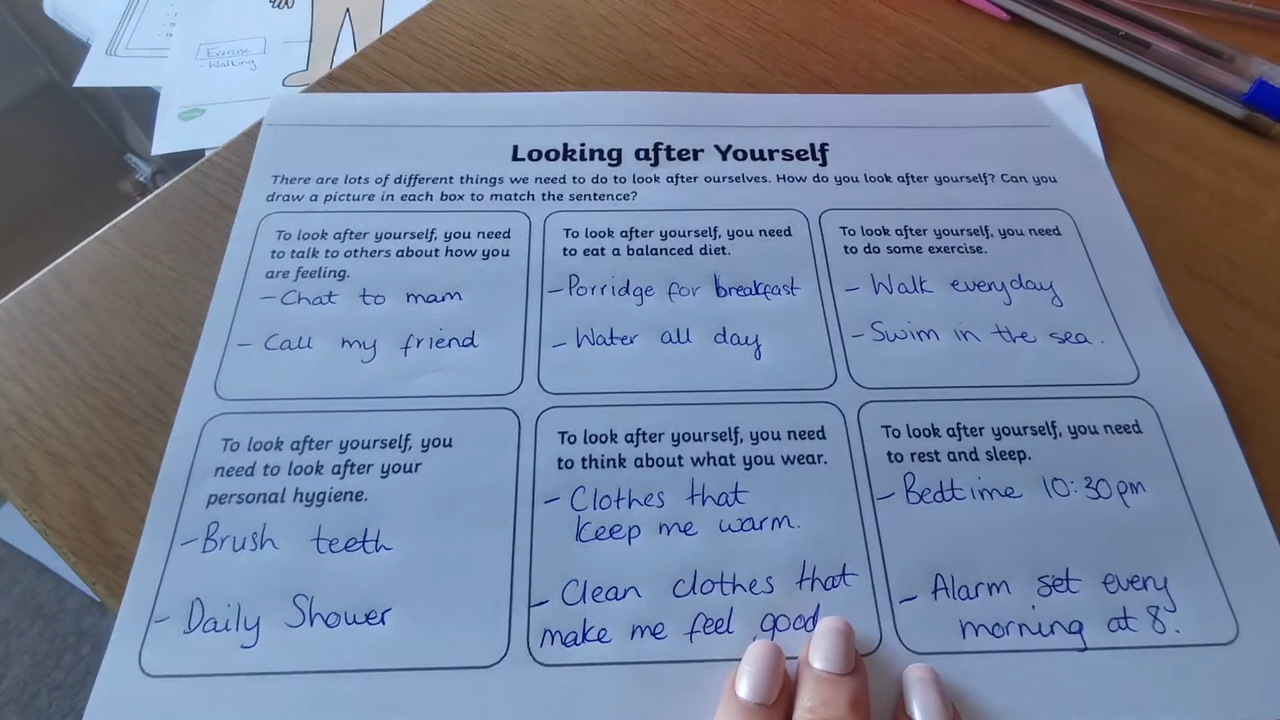 Exercise
- Walking
Looking after Yourself
There are lots of different things we need to do to look after ourselves. How do you look after yourself? Can you
draw a picture in each box to match the sentence?
To look after yourself, you need
to talk to others about how you
are feeling.
- Chat to mam
- Call my friend
To look after yourself, you need
to eat a balanced diet.
- Porridge for breakfast
- Water all day
To look after yourself, you need
to do some exercise.
- Walk everyday
- Swim in the sea.
To look after yourself, you
need to look after your
personal hygiene.
- Brush teeth
- Daily Shower
To look after yourself, you need
to think about what you wear.
- Clothes that
keep me warm.
- Clean clothes that
make me feel good
To look after yourself, you need
to rest and sleep.
- Bedtime 10:30pm
- Alarm set every
morning at 8.